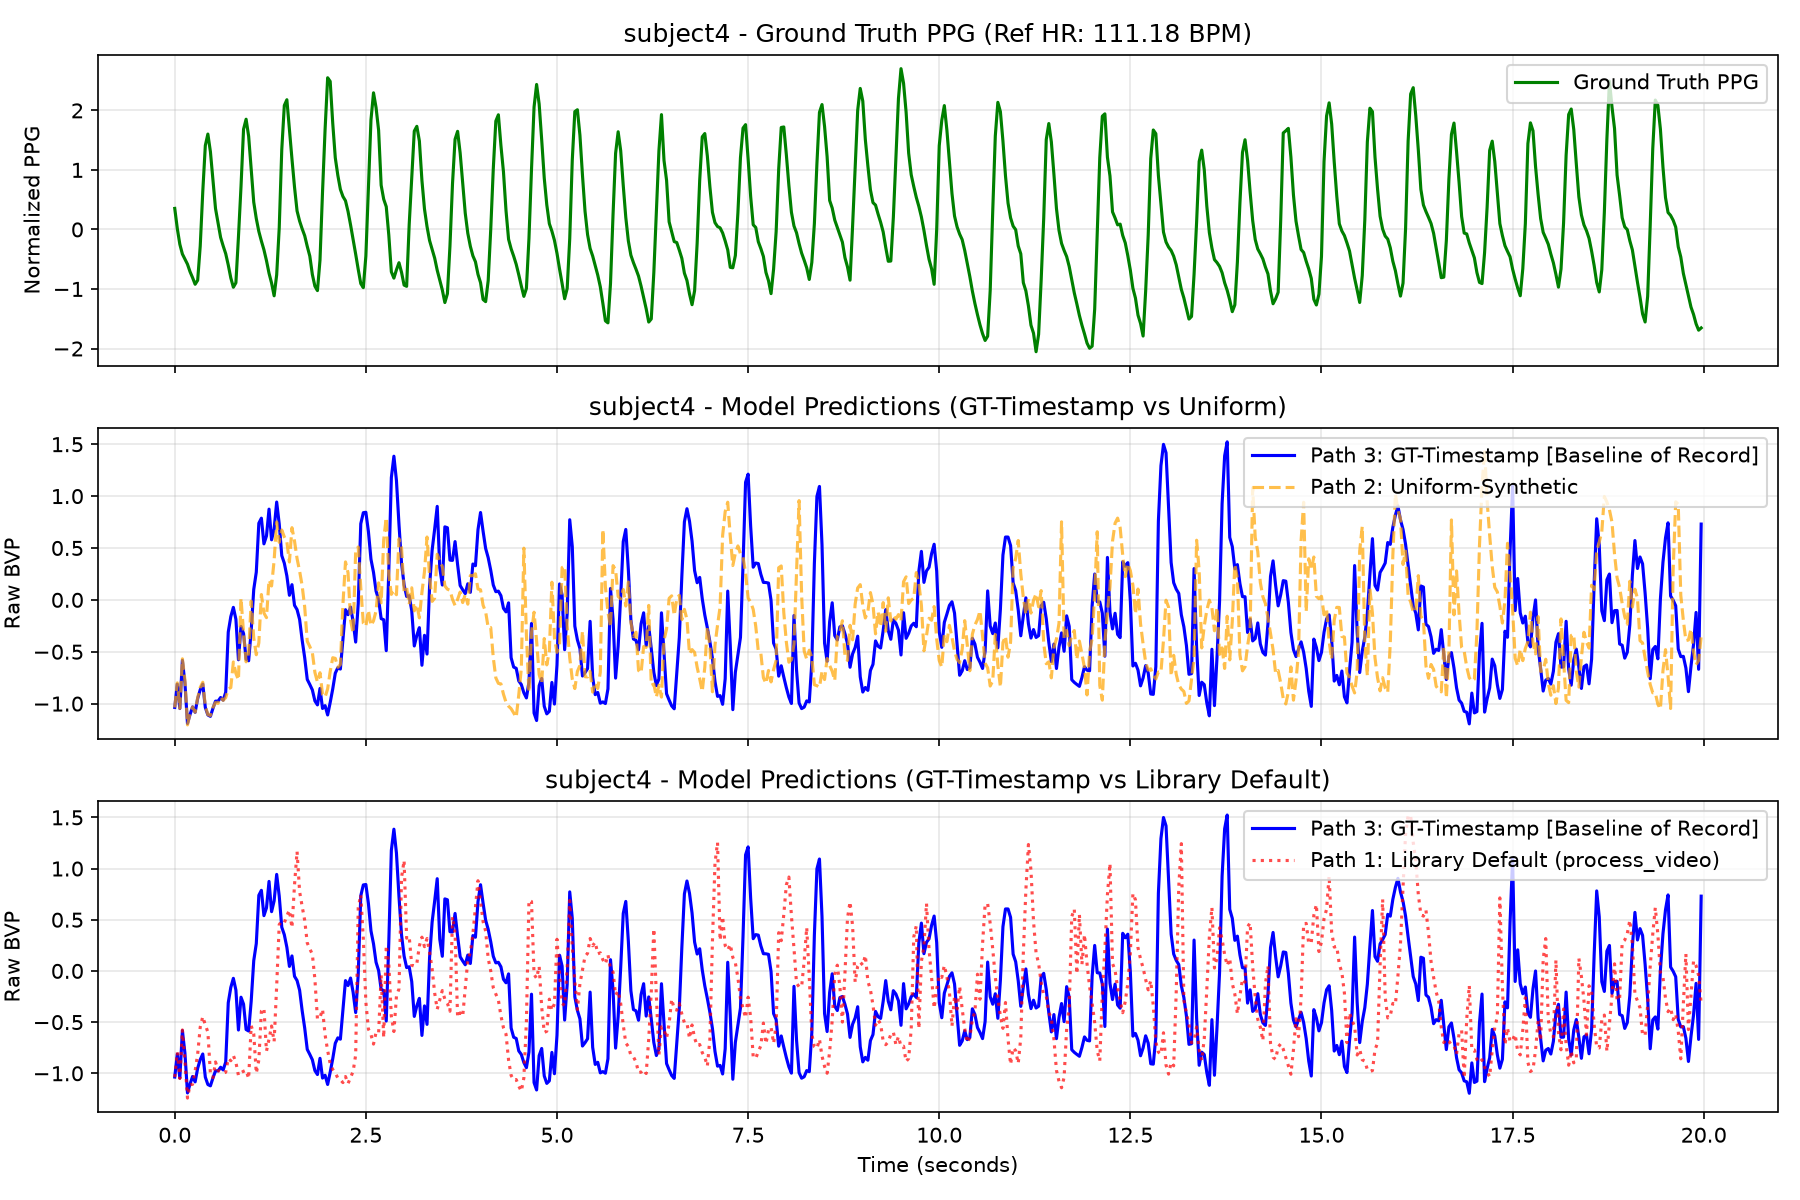 subject4 - Ground Truth PPG (Ref HR: 111.18 BPM)
Ground Truth PPG
Normalized PPG
2
1
0
−1
−2
subject4 - Model Predictions (GT-Timestamp vs Uniform)
Path 3: GT-Timestamp [Baseline of Record]
Path 2: Uniform-Synthetic
Raw BVP
1.5
1.0
0.5
0.0
−0.5
−1.0
subject4 - Model Predictions (GT-Timestamp vs Library Default)
Path 3: GT-Timestamp [Baseline of Record]
Path 1: Library Default (process_video)
Raw BVP
1.5
1.0
0.5
0.0
−0.5
−1.0
0.0 2.5 5.0 7.5 10.0 12.5 15.0 17.5 20.0
Time (seconds)